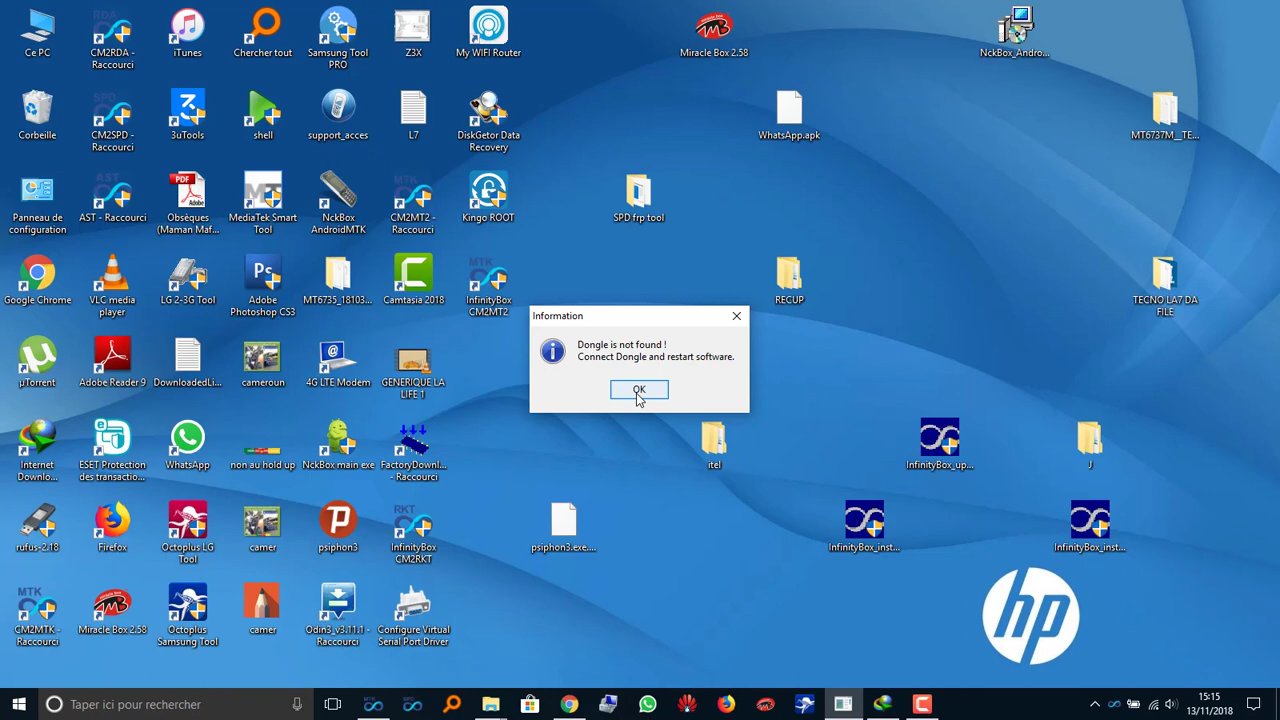 Ce PC
CM2RDA -
Raccourci
iTunes
Chercher tout
Samsung Tool
PRO
Z3X
My WIFI Router
Miracle Box 2.58
NckBox_Andro...
Corbeille
CM2SPD -
Raccourci
3uTools
shell
support_acces
L7
DiskGetor Data
Recovery
WhatsApp.apk
MT6737M__TE...
Panneau de
configuration
AST - Raccourci
Obsèques
(Maman Maf...
MediaTek Smart
Tool
NckBox
AndroidMTK
CM2MT2 -
Raccourci
Kingo ROOT
SPD frp tool
Google Chrome
VLC media
player
LG 2-3G Tool
Adobe
Photoshop CS3
MT6735_18103...
Camtasia 2018
InfinityBox
CM2MT2
RECUP
TECNO LA7 DA
FILE
Information
Dongle is not found !
Connect Dongle and restart software.
OK
µTorrent
Adobe Reader 9
DownloadedLi...
cameroun
4G LTE Modem
GENERIQUE LA
LIFE 1
Internet
Downlo...
ESET Protection
des transactio...
WhatsApp
non au hold up
NckBox main exe
FactoryDownl...
- Raccourci
itel
InfinityBox_up...
J
rufus-2.18
Firefox
Octoplus LG
Tool
camer
psiphon3
InfinityBox
CM2RKT
psiphon3.exe....
InfinityBox_inst...
InfinityBox_inst...
CM2MTK -
Raccourci
Miracle Box 2.58
Octoplus
Samsung Tool
camer
Odin3_v3.11.1 -
Raccourci
Configure Virtual
Serial Port Driver
hp
Taper ici pour rechercher
15:15
13/11/2018